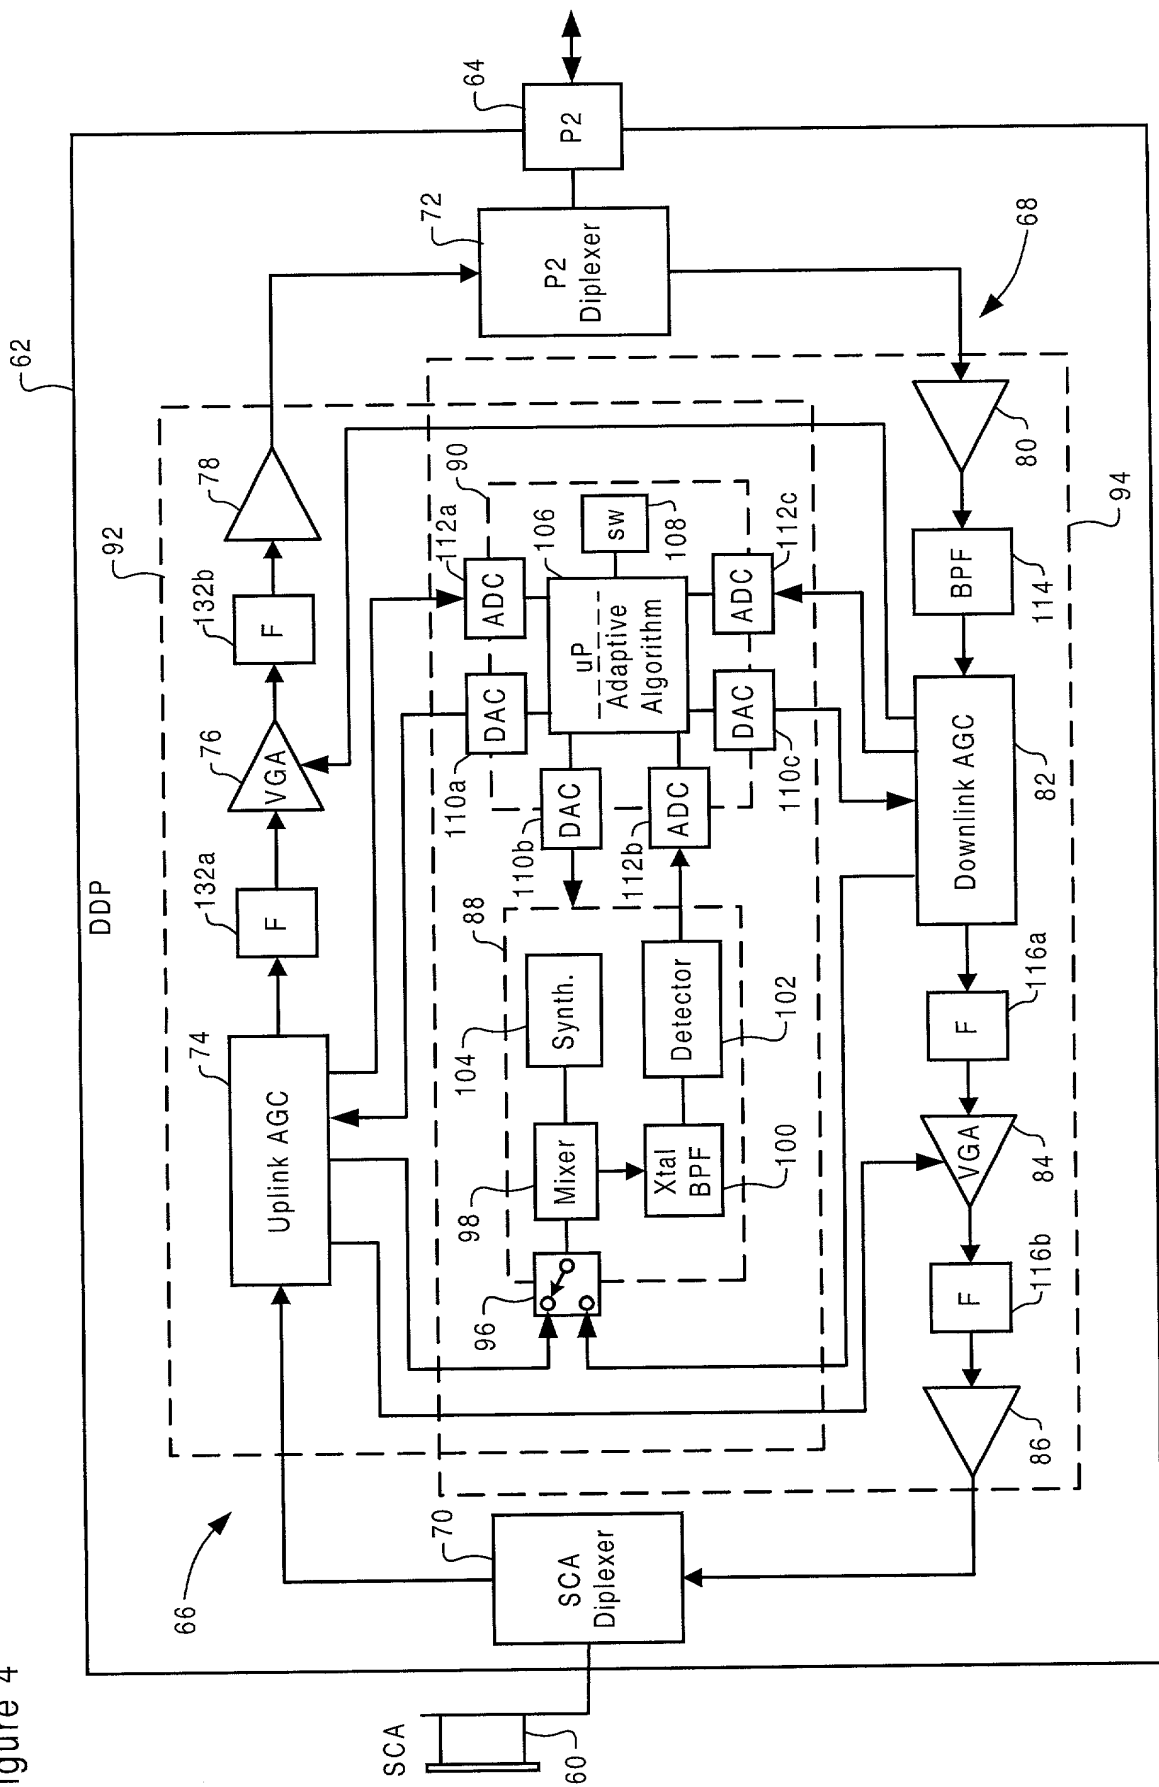 igure 4
DDP
62
66
68
92
94
SCA
60
SCA
Diplexer
70
Uplink AGC
74
F
132a
VGA
76
F
132b
78
P2
Diplexer
72
P2
64
88
96
Mixer
98
Synth.
104
Xtal
BPF
100
Detector
102
90
DAC
110a
ADC
112a
DAC
110b
ADC
112b
uP
Adaptive
Algorithm
106
sw
108
DAC
110c
ADC
112c
80
BPF
114
Downlink AGC
82
F
116a
VGA
84
F
116b
86